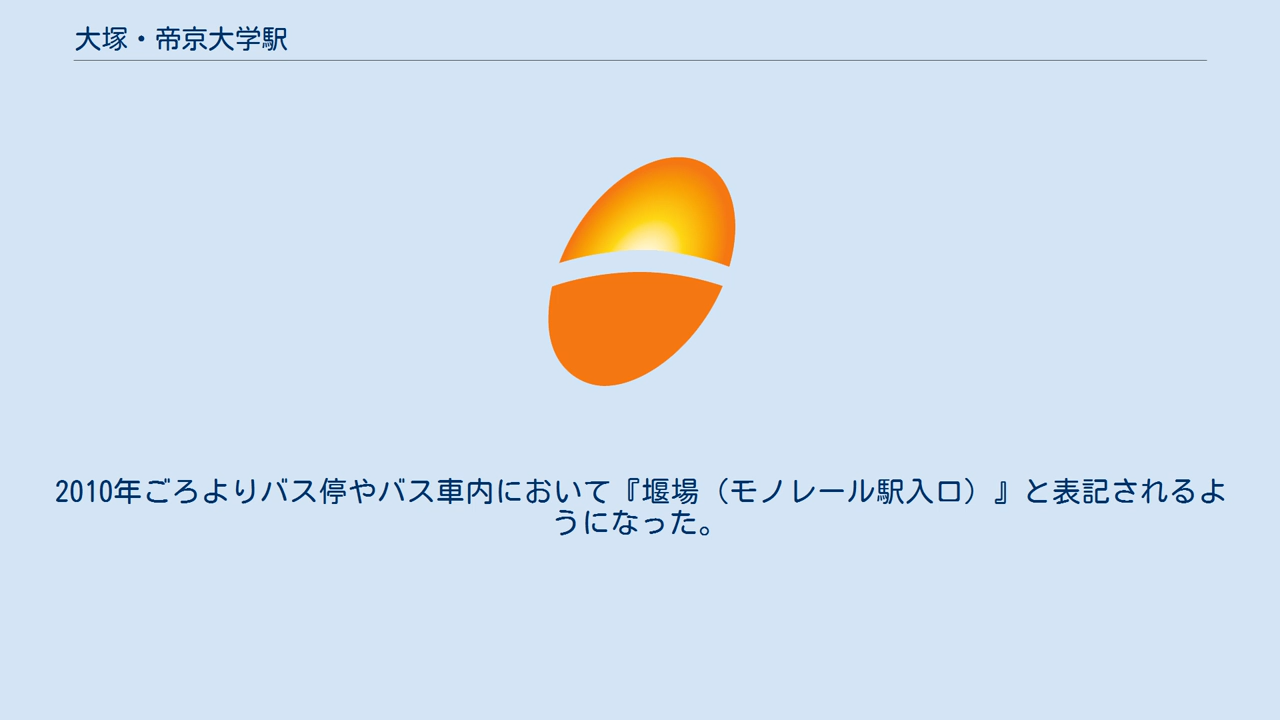 大塚・帝京大学駅
2010年ごろよりバス停やバス車内において『堰場（モノレール駅入口）』と表記されるよ
うになった。